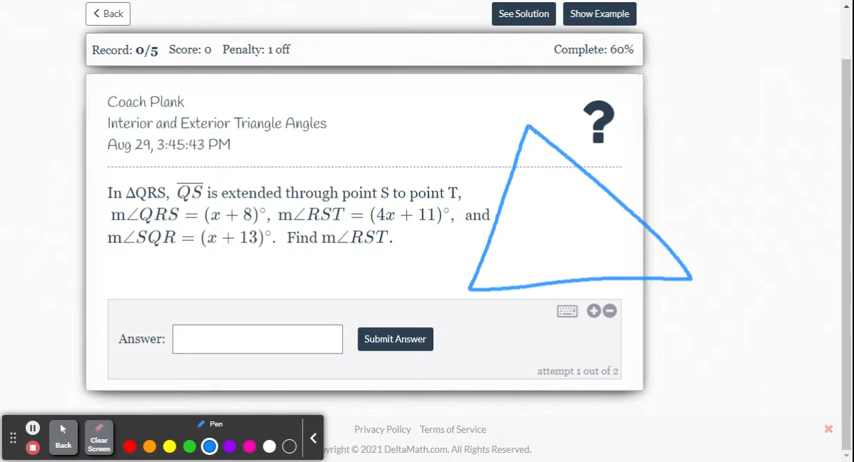 Back
See Solution
Show Example
Record: 0/5 Score: 0 Penalty: 1 off
Complete: 60%
Coach Plank
Interior and Exterior Triangle Angles
Aug 29, 3:45:43 PM
?
In ΔQRS, \overline{QS} is extended through point S to point T,
m∠QRS = (x + 8)°, m∠RST = (4x + 11)°, and
m∠SQR = (x + 13)°. Find m∠RST.
Answer:
Submit Answer
attempt 1 out of 2
Pen
Back
Clear
Screen
Privacy Policy Terms of Service
pyright © 2021 DeltaMath.com. All Rights Reserved.